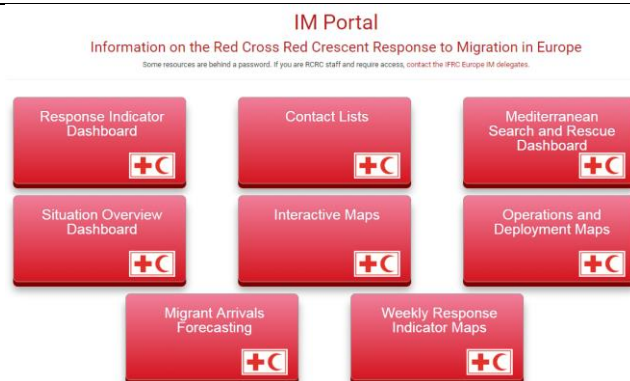 IM Portal
Information on the Red Cross Red Crescent Response to Migration in Europe
Some resources are behind a password. If you are RCRC staff and require access, contact the IFRC Europe IM delegates.
Response Indicator
Dashboard
Contact Lists
Mediterranean
Search and Rescue
Dashboard
Situation Overview
Dashboard
Interactive Maps
Operations and
Deployment Maps
Migrant Arrivals
Forecasting
Weekly Response
Indicator Maps